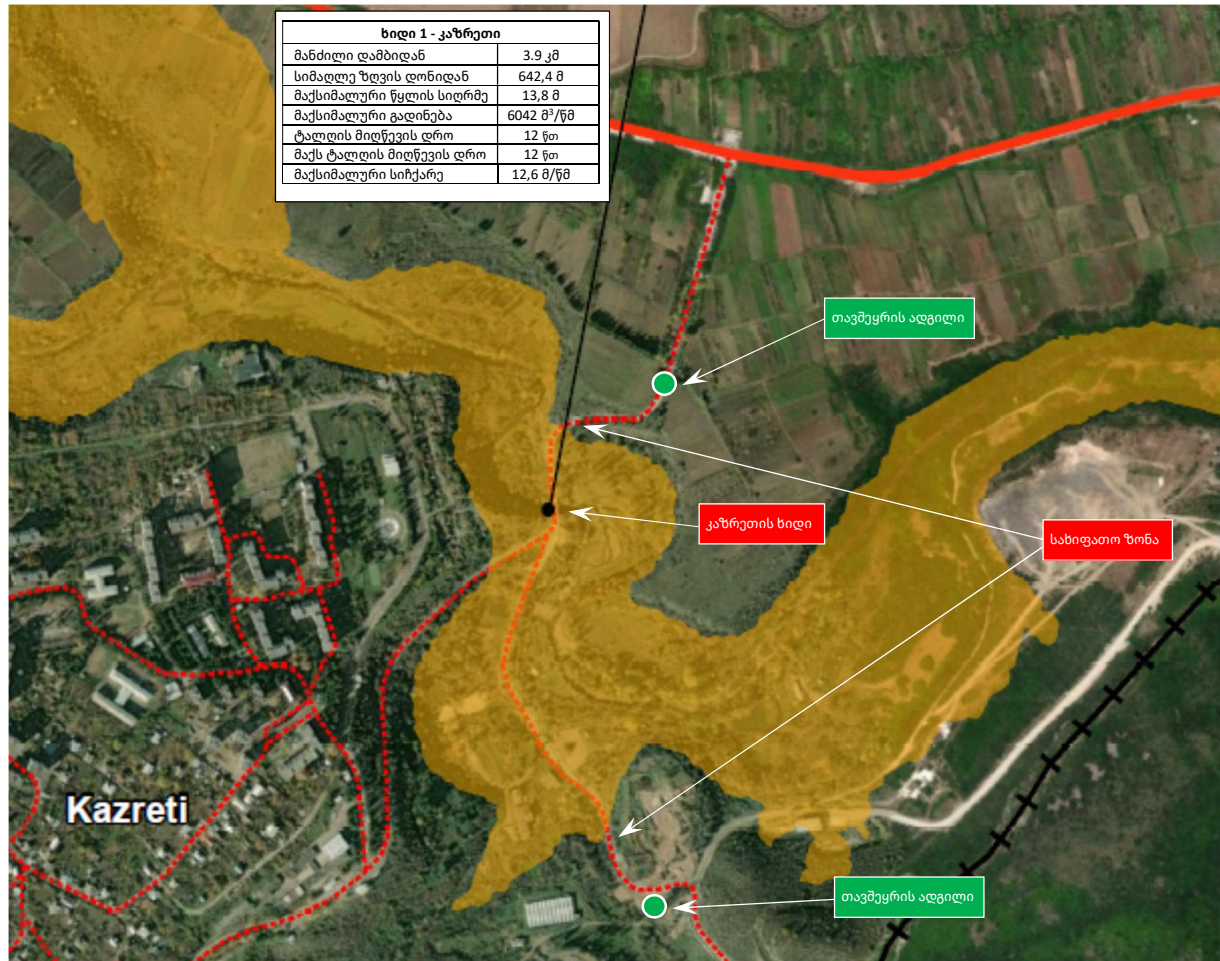 ხიდი 1 - კაზრეთი
მანძილი დამბიდან 3.9 კმ
სიმაღლე ზღვის დონიდან 642,4 მ
მაქსიმალური წყლის სიღრმე 13,8 მ
მაქსიმალური გადინება 6042 მ³/წმ
ტალღის მიღწევის დრო 12 წთ
მაქს ტალღის მიღწევის დრო 12 წთ
მაქსიმალური სიჩქარე 12,6 მ/წმ
თავშეყრის ადგილი
კაზრეთის ხიდი
სახიფათო ზონა
Kazreti
თავშეყრის ადგილი